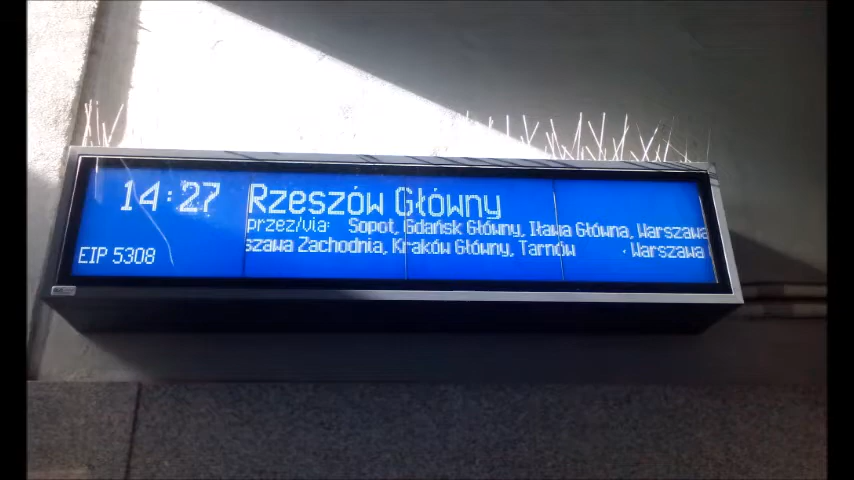 14:27 Rzeszów Główny
przez/via: Sopot, Gdańsk Główny, Iława Główna, Warszawa
szawa Zachodnia, Kraków Główny, Tarnów · Warszawa
EIP 5308